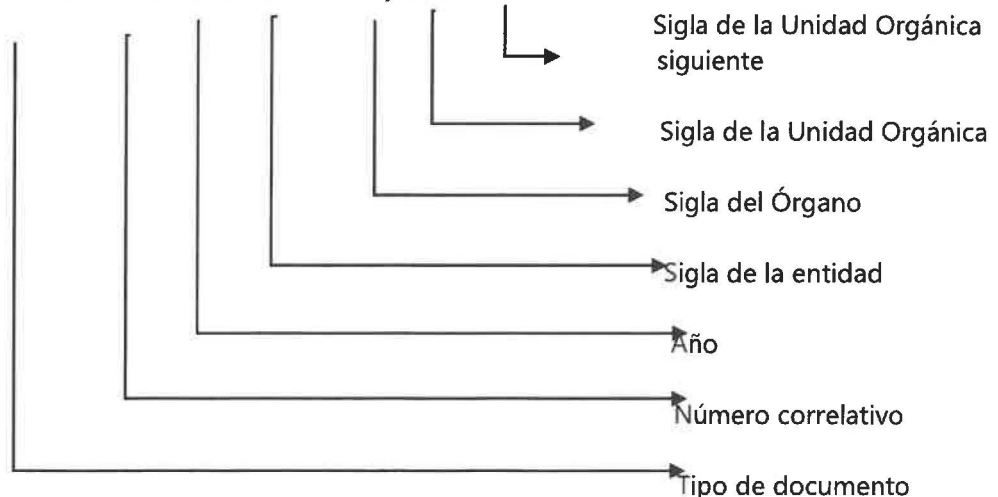 Sigla de la Unidad Orgánica
siguiente
Sigla de la Unidad Orgánica
Sigla del Órgano
Sigla de la entidad
Año
Número correlativo
Tipo de documento